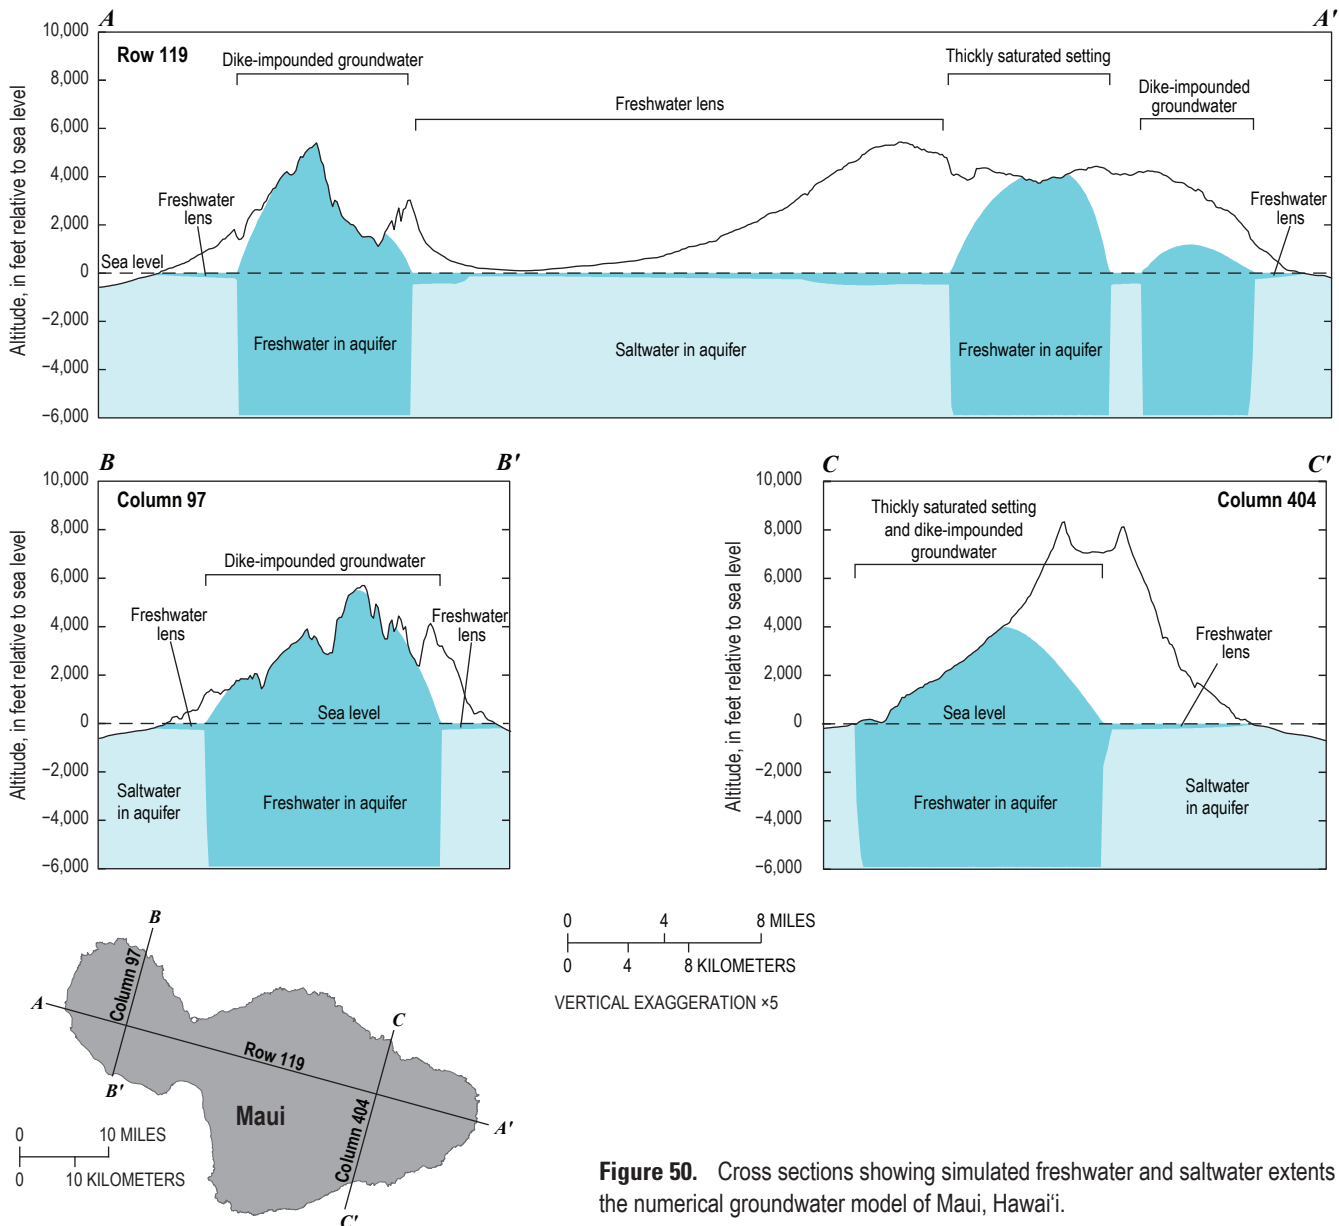 A
A'
Row 119
Dike-impounded groundwater
Thickly saturated setting
Dike-impounded
groundwater
Freshwater lens
Freshwater
lens
Freshwater
lens
Sea level
Freshwater in aquifer
Saltwater in aquifer
Freshwater in aquifer
Altitude, in feet relative to sea level
10,000
8,000
6,000
4,000
2,000
0
−2,000
−4,000
−6,000
B
B'
Column 97
Dike-impounded groundwater
Freshwater
lens
Freshwater
lens
Sea level
Saltwater
in aquifer
Freshwater in aquifer
Altitude, in feet relative to sea level
10,000
8,000
6,000
4,000
2,000
0
−2,000
−4,000
−6,000
C
C'
Column 404
Thickly saturated setting
and dike-impounded
groundwater
Freshwater
lens
Sea level
Freshwater in aquifer
Saltwater
in aquifer
Altitude, in feet relative to sea level
10,000
8,000
6,000
4,000
2,000
0
−2,000
−4,000
−6,000
0 4 8 MILES
0 4 8 KILOMETERS
VERTICAL EXAGGERATION ×5
B
Column 97
A
C
Row 119
B'
Maui
Column 404
A'
C'
0 10 MILES
0 10 KILOMETERS
Figure 50. Cross sections showing simulated freshwater and saltwater extents
the numerical groundwater model of Maui, Hawai‘i.